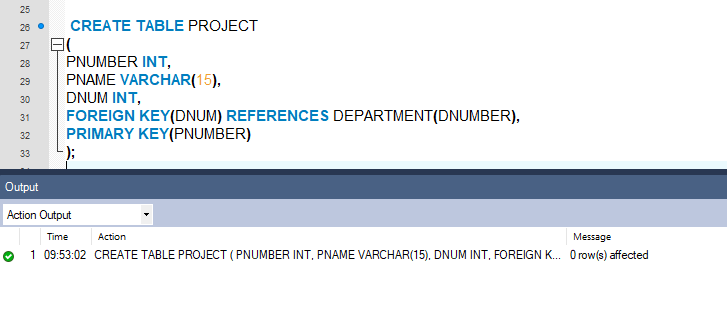 25
26 CREATE TABLE PROJECT
27 (
28 PNUMBER INT,
29 PNAME VARCHAR(15),
30 DNUM INT,
31 FOREIGN KEY(DNUM) REFERENCES DEPARTMENT(DNUMBER),
32 PRIMARY KEY(PNUMBER)
33 );
Output
Action Output
Time Action Message
1 09:53:02 CREATE TABLE PROJECT ( PNUMBER INT, PNAME VARCHAR(15), DNUM INT, FOREIGN K... 0 row(s) affected